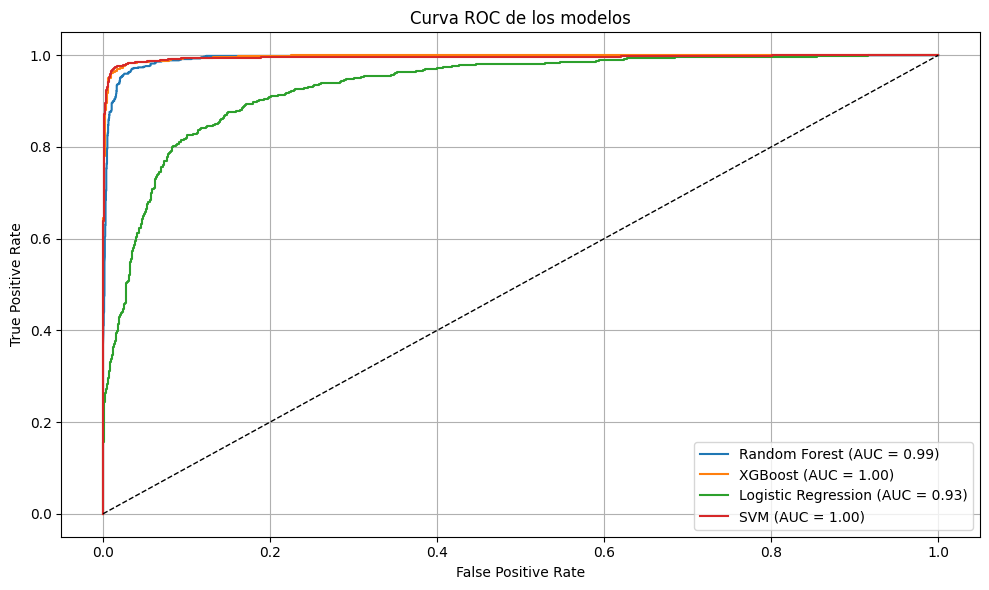 Curva ROC de los modelos
True Positive Rate
1.0
0.8
0.6
0.4
0.2
0.0
0.0 0.2 0.4 0.6 0.8 1.0
False Positive Rate
Random Forest (AUC = 0.99)
XGBoost (AUC = 1.00)
Logistic Regression (AUC = 0.93)
SVM (AUC = 1.00)